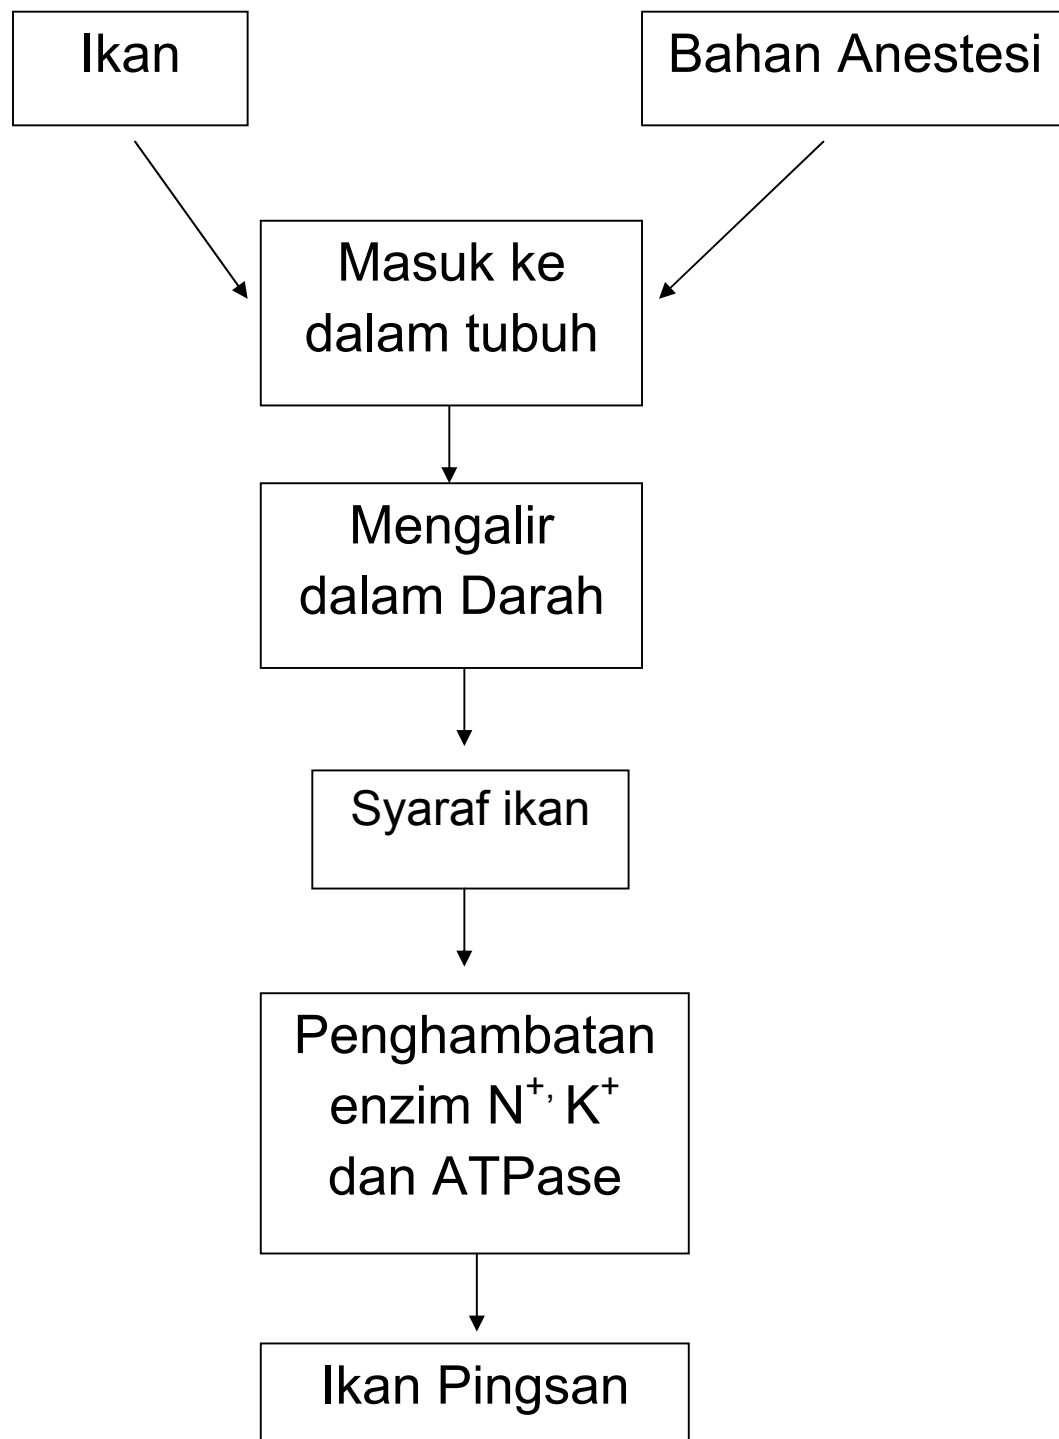 Ikan
Bahan Anestesi
Masuk ke
dalam tubuh
Mengalir
dalam Darah
Syaraf ikan
Penghambatan
enzim N⁺, K⁺
dan ATPase
Ikan Pingsan